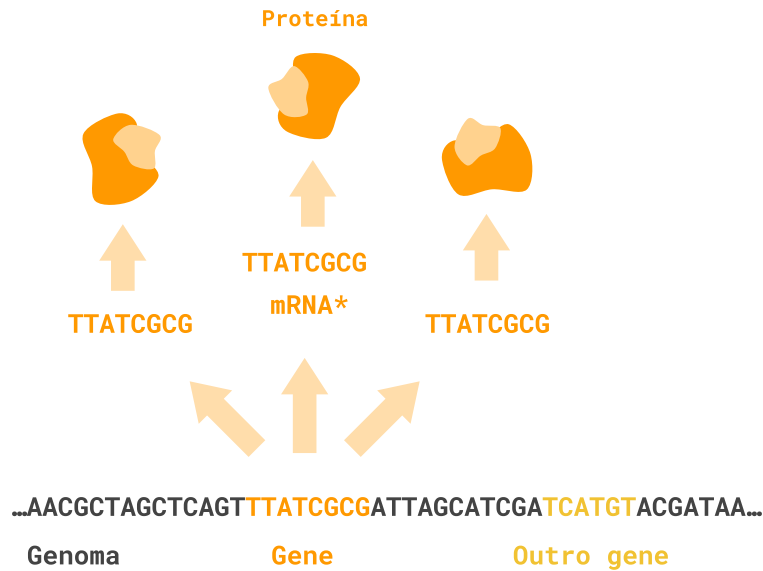 Proteína
TTATCGCG
mRNA*
TTATCGCG
TTATCGCG
…AACGCTAGCTCAGTTTATCGCGATTAGCATCGATCATGTACGATAA…
Genoma
Gene
Outro gene